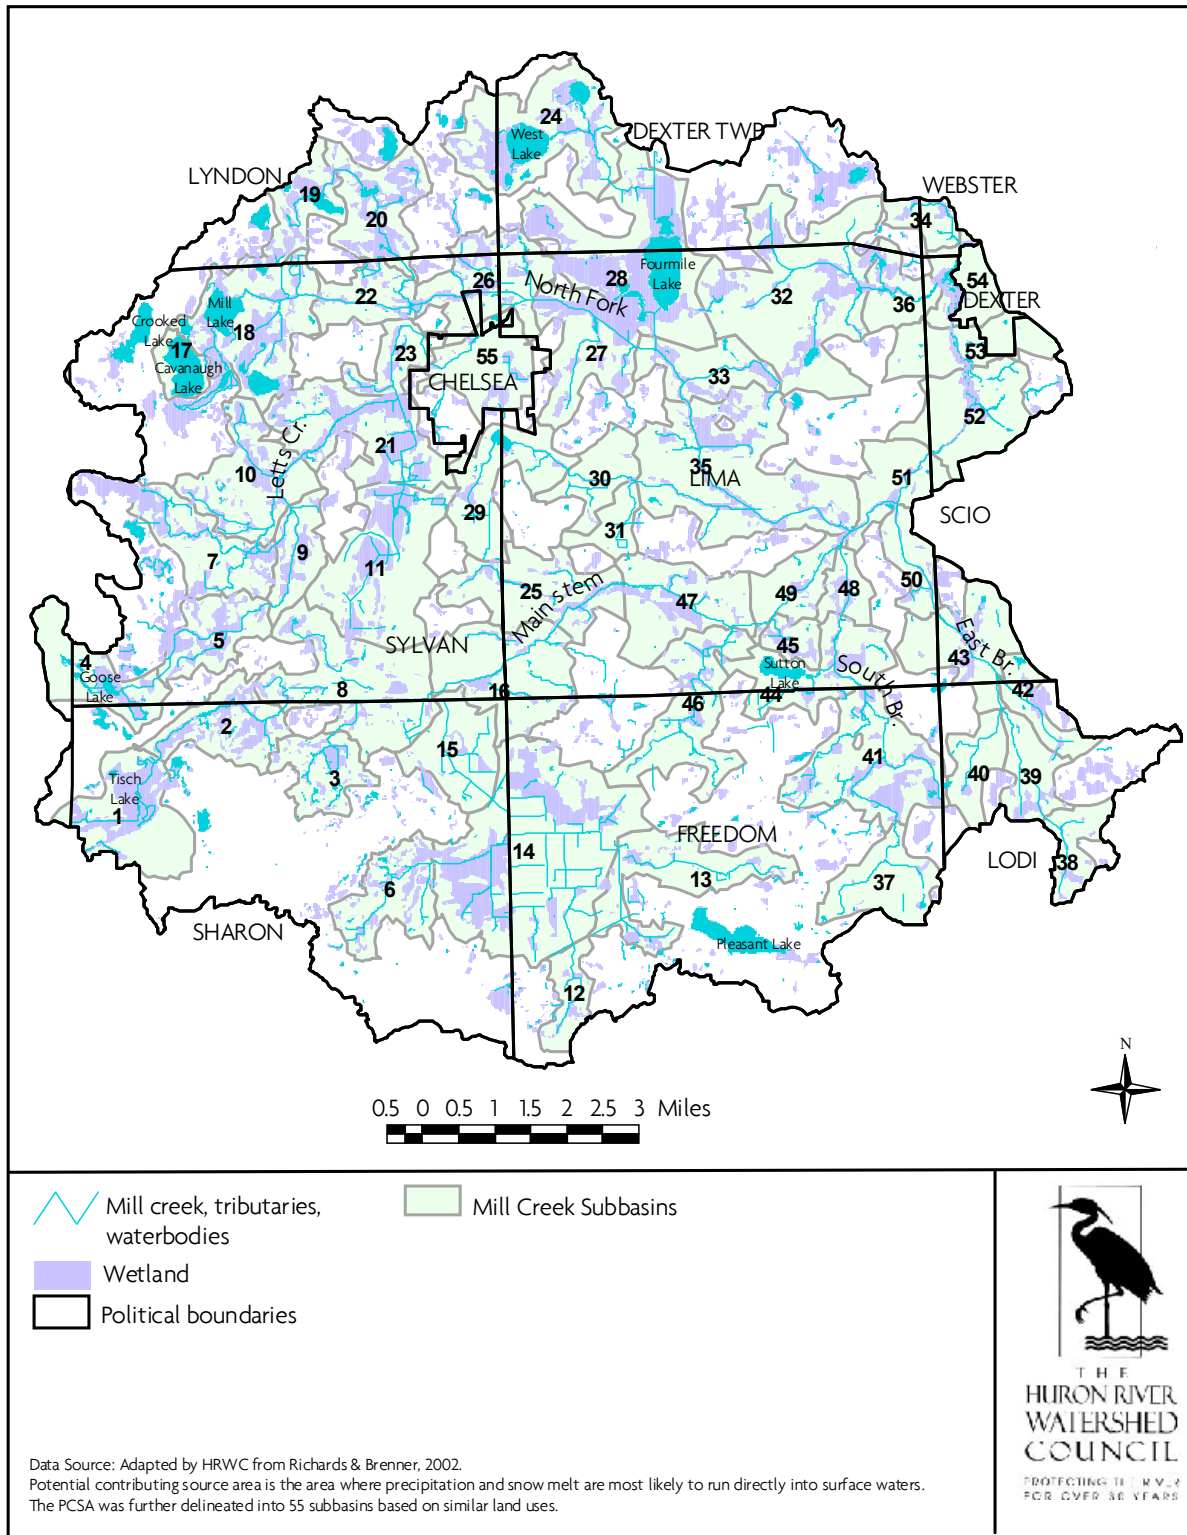 24
West
Lake
DEXTER TWP
LYNDON
WEBSTER
19
20
34
Fourmile
Lake
54
DEXTER
26
28
North Fork
22
32
36
Mill
Lake
18
Crooked
Lake
17
Cavanaugh
Lake
23
55
CHELSEA
27
33
53
52
21
Letts Cr.
10
35
LIMA
30
51
29
31
SCIO
7
9
11
25
Main stem
47
49
48
50
5
SYLVAN
45
Sutton
Lake
South Br.
43
East Br.
4
Goose
Lake
8
16
46
44
42
2
15
3
41
40
39
Tisch
Lake
1
FREEDOM
14
13
6
37
LODI
38
SHARON
Pleasant Lake
12
N
0.5 0 0.5 1 1.5 2 2.5 3 Miles
Mill creek, tributaries,
waterbodies
Mill Creek Subbasins
Wetland
Political boundaries
THE
HURON RIVER
WATERSHED
COUNCIL
PROTECTING THE RIVER
FOR OVER 30 YEARS
Data Source: Adapted by HRWC from Richards & Brenner, 2002.
Potential contributing source area is the area where precipitation and snow melt are most likely to run directly into surface waters.
The PCSA was further delineated into 55 subbasins based on similar land uses.